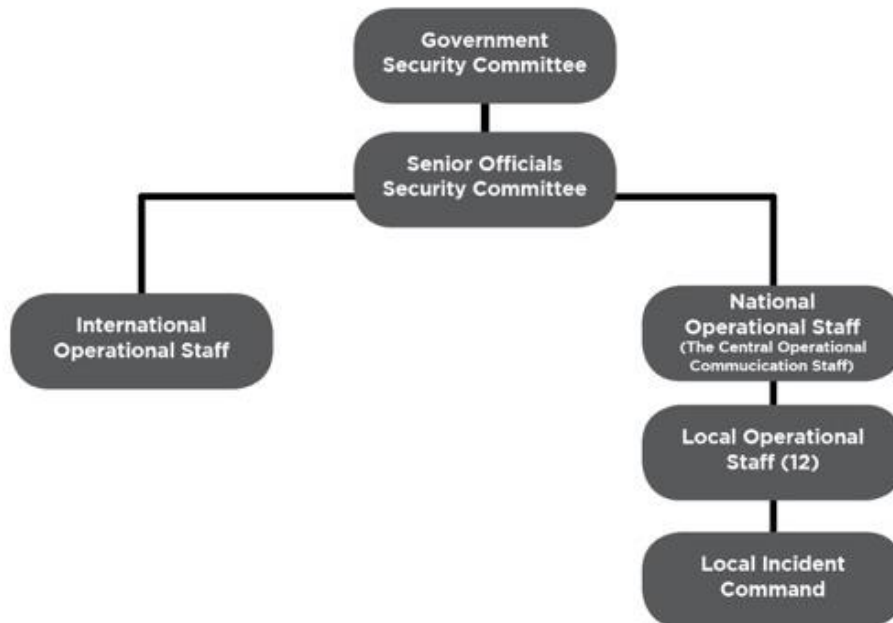 Government
Security Committee
Senior Officials
Security Committee
International
Operational Staff
National
Operational Staff
(The Central Operational
Commucication Staff)
Local Operational
Staff (12)
Local Incident
Command